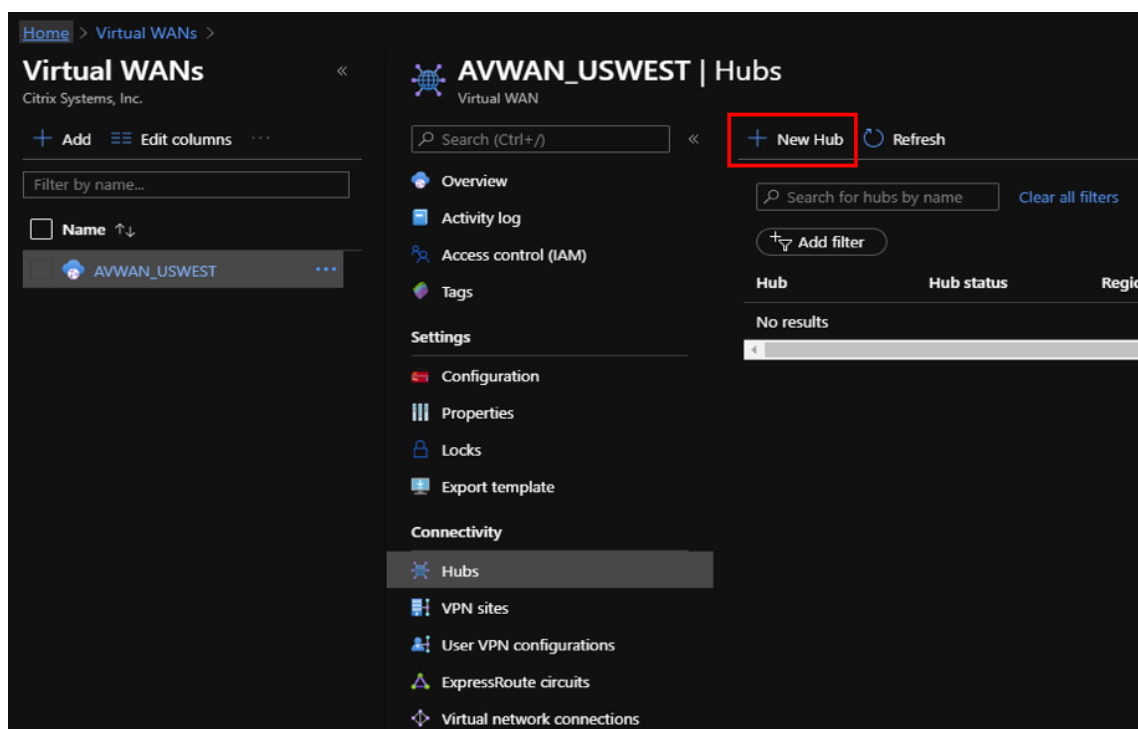 Home > Virtual WANs >
Virtual WANs «
Citrix Systems, Inc.
+ Add Edit columns ...
Filter by name...
Name ↑↓
AVWAN_USWEST ...
AVWAN_USWEST | Hubs
Virtual WAN
Search (Ctrl+/) «
Overview
Activity log
Access control (IAM)
Tags
Settings
Configuration
Properties
Locks
Export template
Connectivity
Hubs
VPN sites
User VPN configurations
ExpressRoute circuits
Virtual network connections
+ New Hub Refresh
Search for hubs by name Clear all filters
Add filter
Hub Hub status Regio
No results